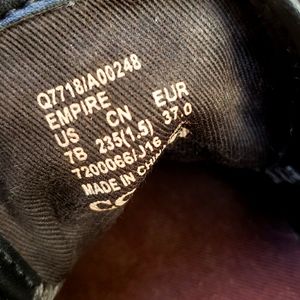 Q7718/A00248
EMPIRE
US CN EUR
7B 235(1.5) 37.0
7200066/J16
MADE IN CHINA